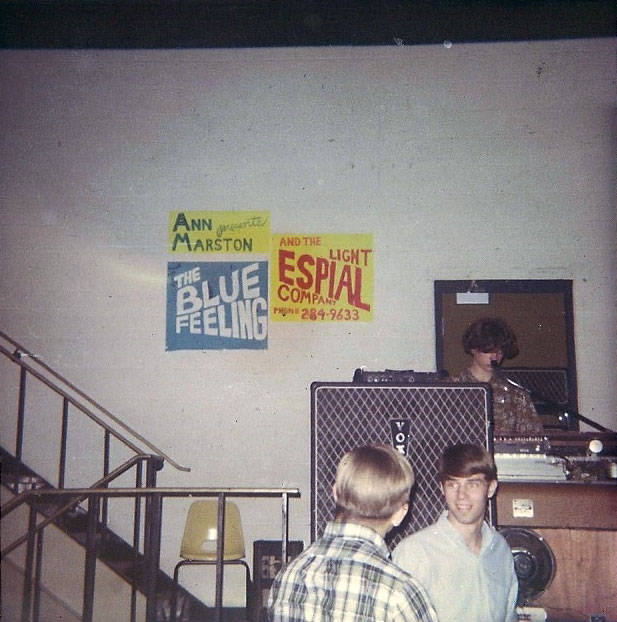 ANN presents
MARSTON
THE
BLUE
FEELING
AND THE
LIGHT
ESPIAL
COMPANY
PHONE 284-9633
VOX